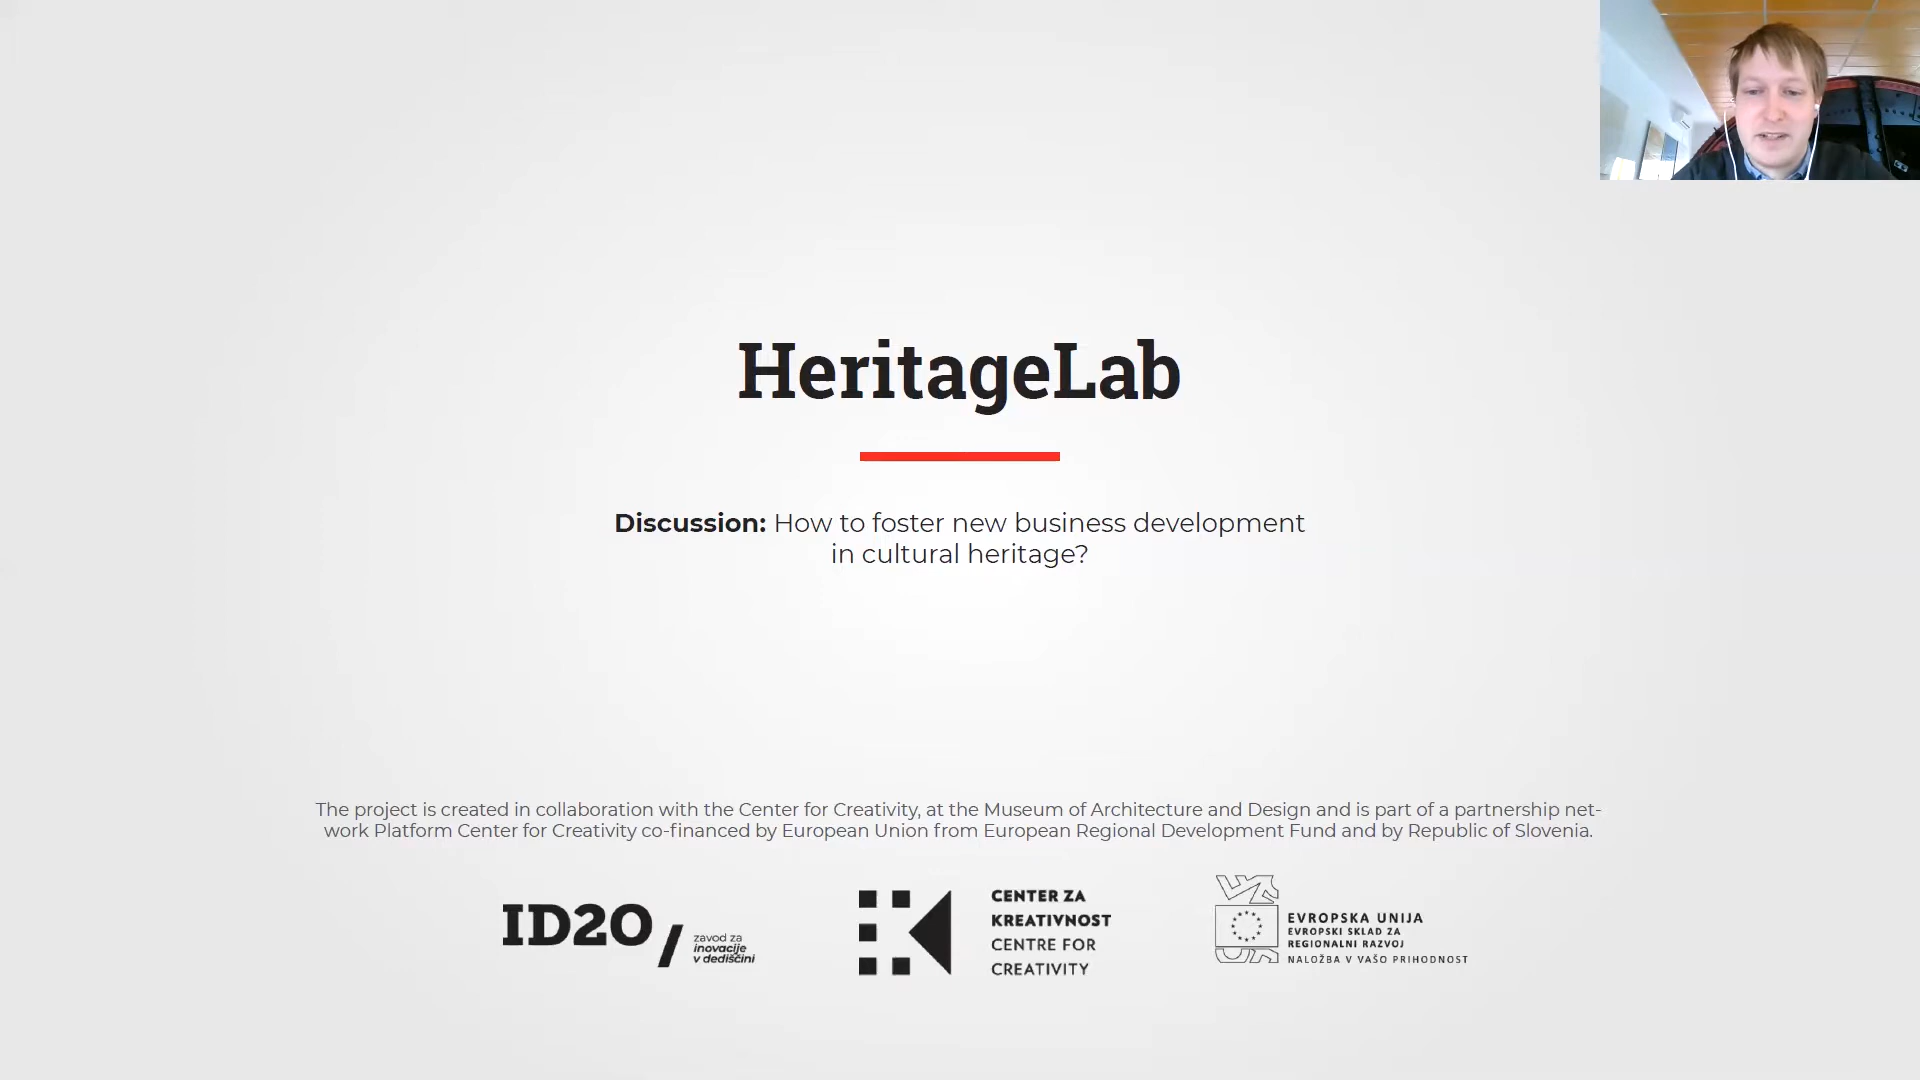 HeritageLab
Discussion: How to foster new business development
in cultural heritage?
The project is created in collaboration with the Center for Creativity, at the Museum of Architecture and Design and is part of a partnership net-
work Platform Center for Creativity co-financed by European Union from European Regional Development Fund and by Republic of Slovenia.
ID20/
zavod za
inovacije
v dediščini
CENTER ZA
KREATIVNOST
CENTRE FOR
CREATIVITY
EVROPSKA UNIJA
EVROPSKI SKLAD ZA
REGIONALNI RAZVOJ
NALOŽBA V VAŠO PRIHODNOST